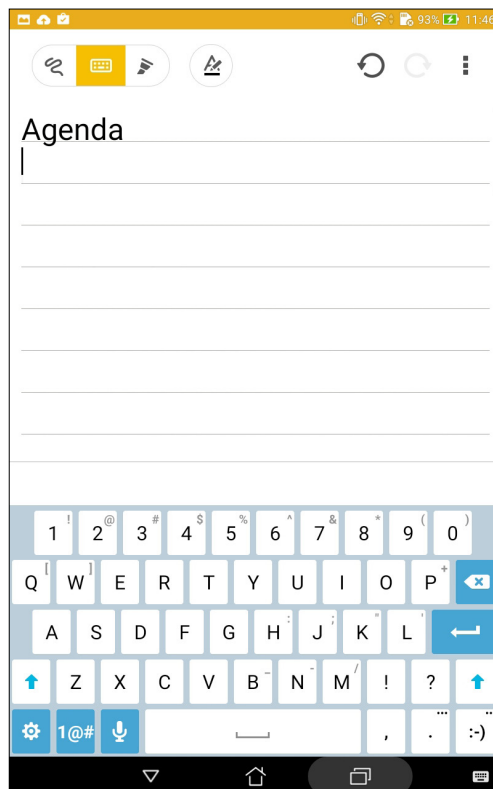 93% 11:46
Agenda
1 ! 2 @ 3 # 4 $ 5 % 6 ^ 7 & 8 * 9 ( 0 )
Q [ W ] E R T Y U I O P +
A S D F G H : J ; K " L '
Z X C V B _ N - M / ! ?
1@# , . ... :-)